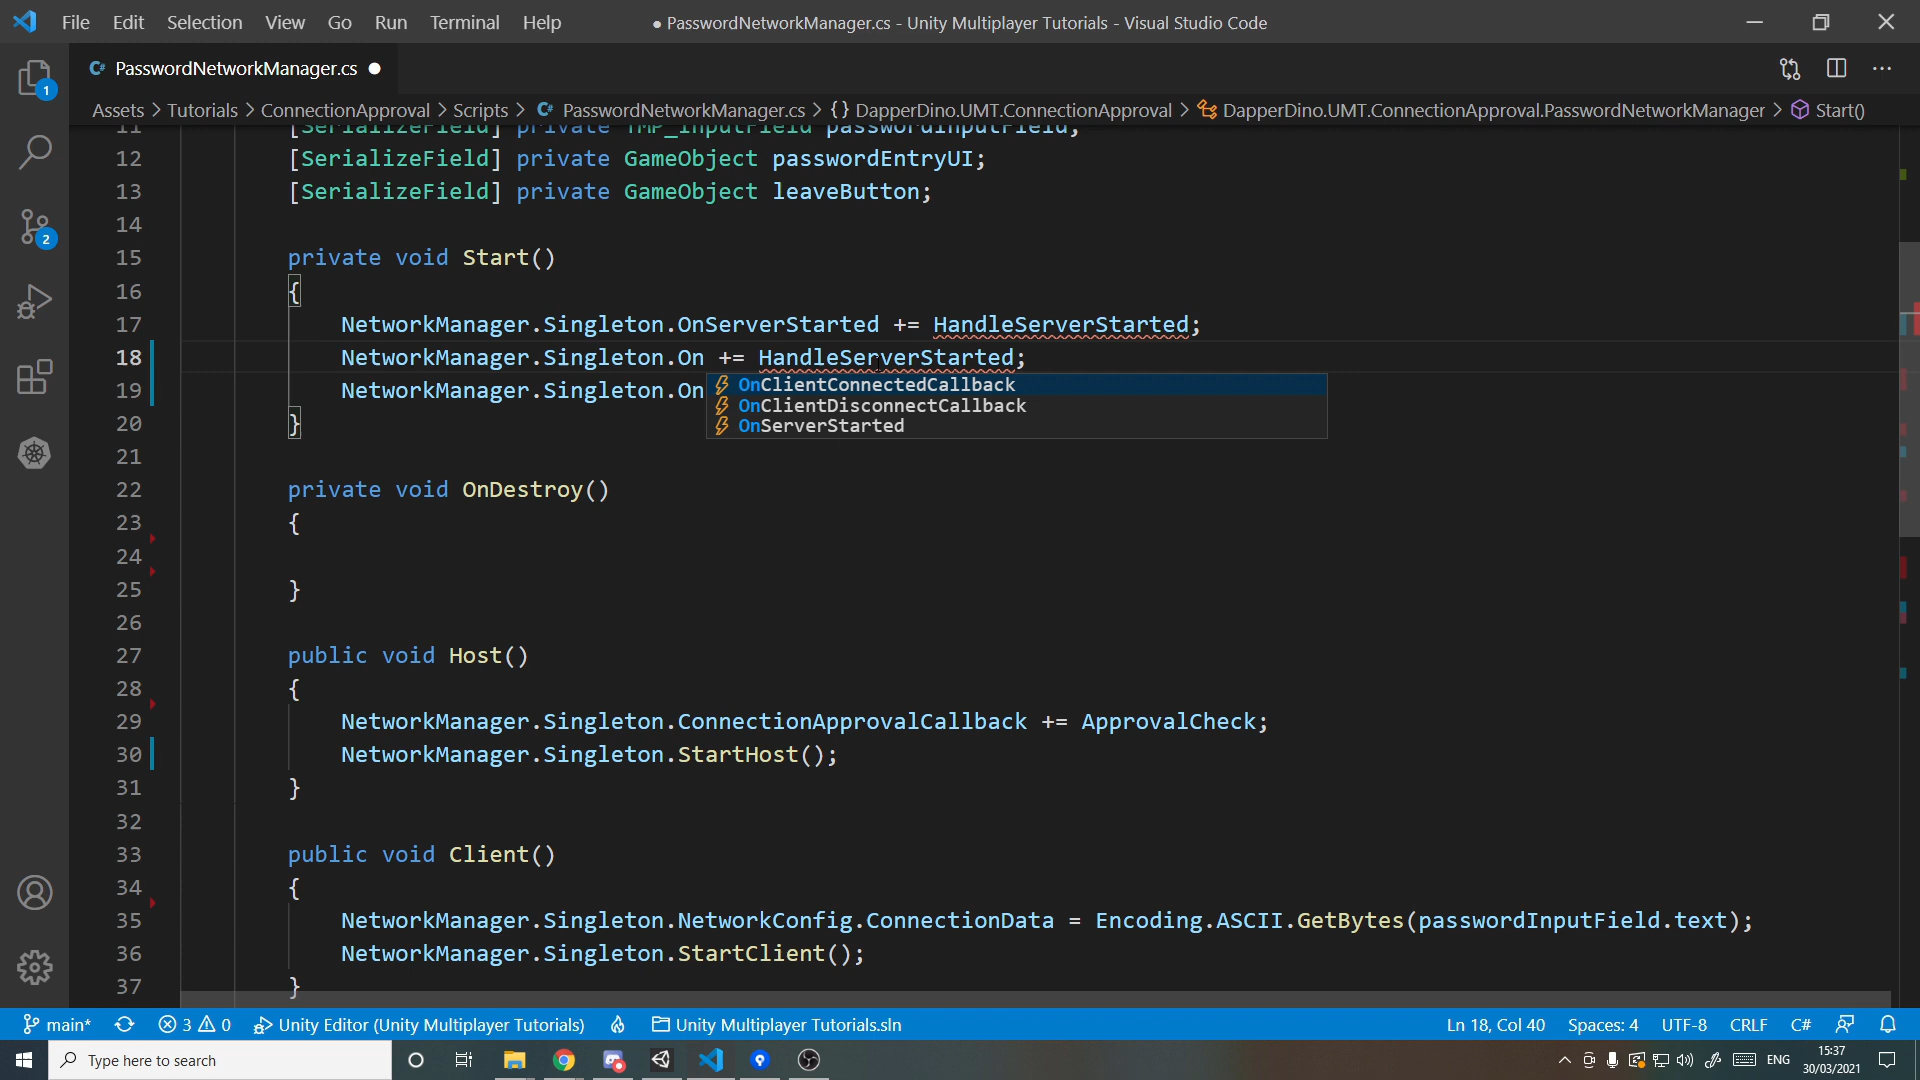 File Edit Selection View Go Run Terminal Help
● PasswordNetworkManager.cs - Unity Multiplayer Tutorials - Visual Studio Code
C# PasswordNetworkManager.cs ●
Assets > Tutorials > ConnectionApproval > Scripts > C# PasswordNetworkManager.cs > {} DapperDino.UMT.ConnectionApproval > DapperDino.UMT.ConnectionApproval.PasswordNetworkManager > Start()
11 [SerializeField] private TMP_InputField passwordInputField;
12 [SerializeField] private GameObject passwordEntryUI;
13 [SerializeField] private GameObject leaveButton;
14
15 private void Start()
16 {
17 NetworkManager.Singleton.OnServerStarted += HandleServerStarted;
18 NetworkManager.Singleton.On += HandleServerStarted;
19 NetworkManager.Singleton.On
OnClientConnectedCallback
OnClientDisconnectCallback
OnServerStarted
20 }
21
22 private void OnDestroy()
23 {
24
25 }
26
27 public void Host()
28 {
29 NetworkManager.Singleton.ConnectionApprovalCallback += ApprovalCheck;
30 NetworkManager.Singleton.StartHost();
31 }
32
33 public void Client()
34 {
35 NetworkManager.Singleton.NetworkConfig.ConnectionData = Encoding.ASCII.GetBytes(passwordInputField.text);
36 NetworkManager.Singleton.StartClient();
37 }
1
2
main* 3 0 Unity Editor (Unity Multiplayer Tutorials) Unity Multiplayer Tutorials.sln
Ln 18, Col 40 Spaces: 4 UTF-8 CRLF C#
Type here to search
ENG
15:37
30/03/2021